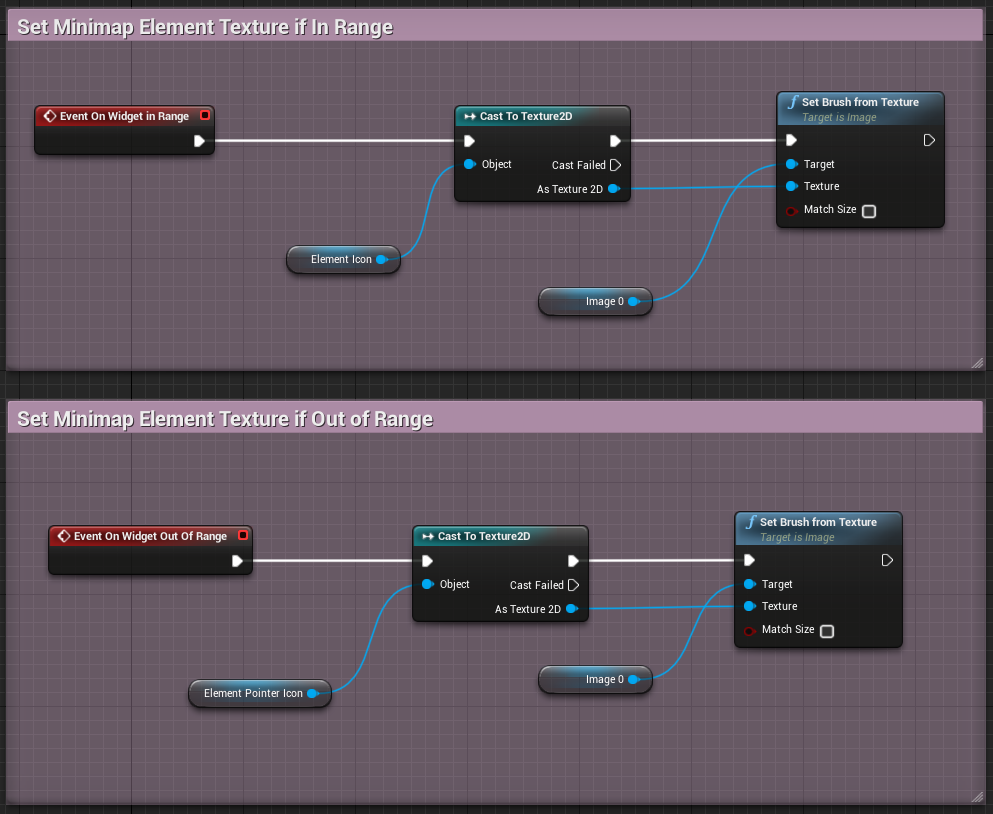 Set Minimap Element Texture if In Range
Event On Widget in Range
Cast To Texture2D
Object
Cast Failed
As Texture 2D
Set Brush from Texture
Target is Image
Target
Texture
Match Size
Element Icon
Image 0
Set Minimap Element Texture if Out of Range
Event On Widget Out Of Range
Cast To Texture2D
Object
Cast Failed
As Texture 2D
Set Brush from Texture
Target is Image
Target
Texture
Match Size
Element Pointer Icon
Image 0